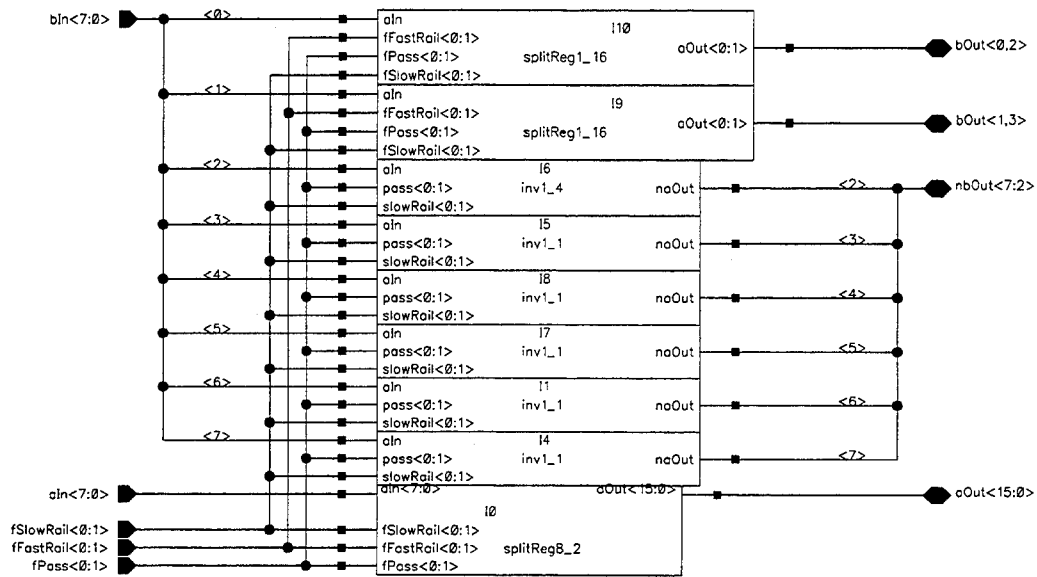 bIn<7:0> <0> aIn I10
fFastRail<0:1> aOut<0:1> bOut<0,2>
fPass<0:1> splitReg1_16
fSlowRail<0:1>
<1> aIn I9
fFastRail<0:1> aOut<0:1> bOut<1,3>
fPass<0:1> splitReg1_16
fSlowRail<0:1>
<2> aIn I6
pass<0:1> inv1_4 naOut <2> nbOut<7:2>
slowRail<0:1>
<3> aIn I5
pass<0:1> inv1_1 naOut <3>
slowRail<0:1>
<4> aIn I8
pass<0:1> inv1_1 naOut <4>
slowRail<0:1>
<5> aIn I7
pass<0:1> inv1_1 naOut <5>
slowRail<0:1>
<6> aIn I1
pass<0:1> inv1_1 naOut <6>
slowRail<0:1>
<7> aIn I4
pass<0:1> inv1_1 naOut <7>
slowRail<0:1>
aIn<7:0> aIn<7:0> aOut<15:0> aOut<15:0>
I0
fSlowRail<0:1> fSlowRail<0:1>
fFastRail<0:1> fFastRail<0:1> splitReg8_2
fPass<0:1> fPass<0:1>